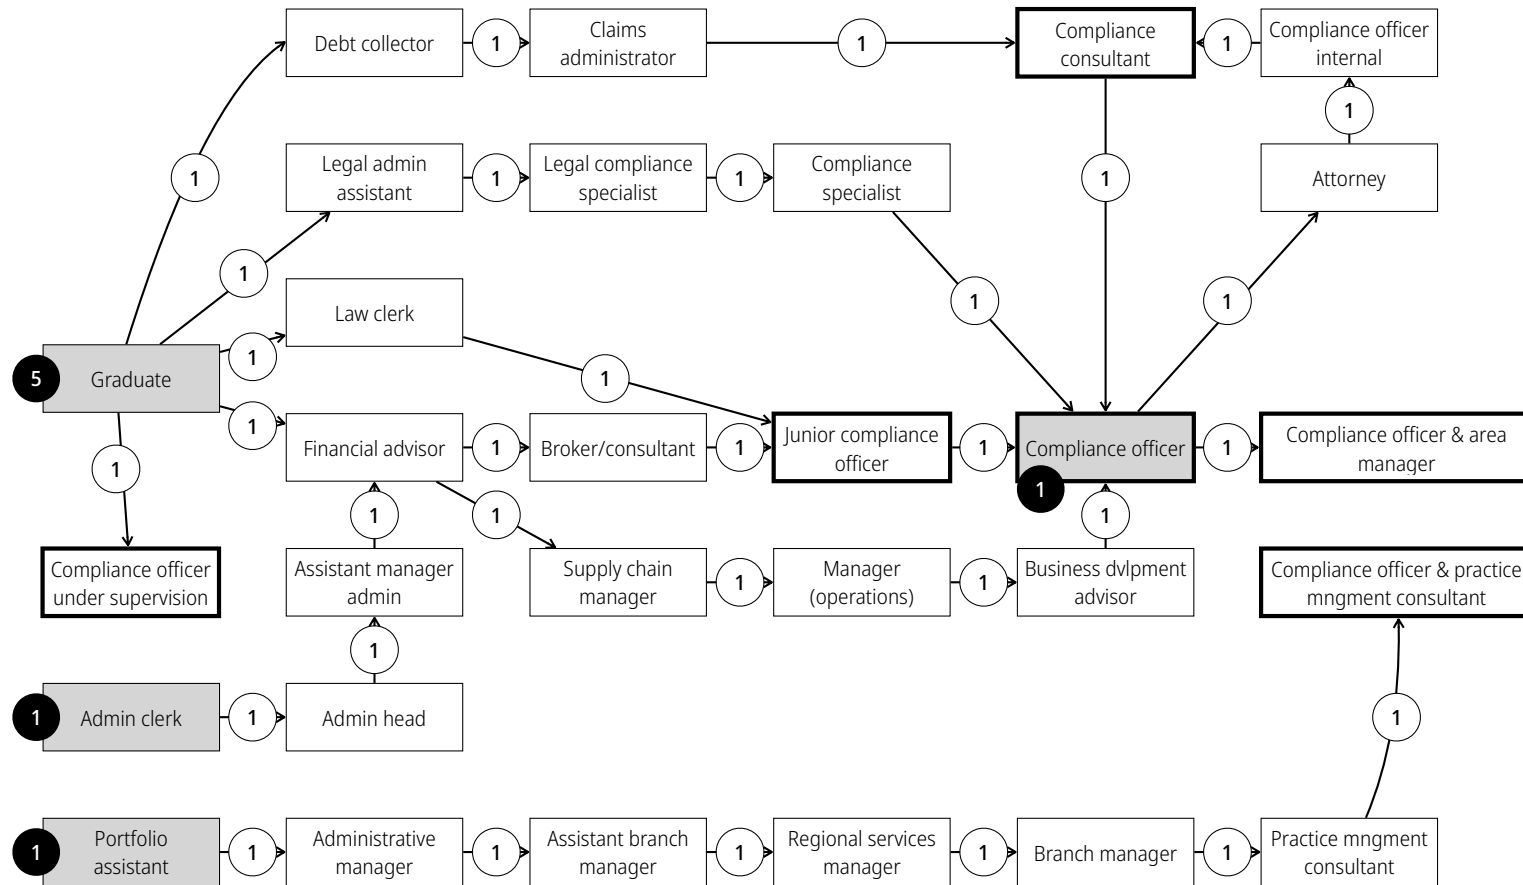 Debt collector
1
Claims
administrator
1
Compliance
consultant
1
Compliance officer
internal
1
1
Legal admin
assistant
1
Legal compliance
specialist
1
Compliance
specialist
1
Attorney
1
1
1
Law clerk
1
5
Graduate
1
1
Financial advisor
1
Broker/consultant
1
Junior compliance
officer
1
Compliance officer
1
1
Compliance officer & area
manager
1
1
1
1
Compliance officer
under supervision
Assistant manager
admin
Supply chain
manager
1
Manager
(operations)
1
Business dvlpment
advisor
Compliance officer & practice
mngment consultant
1
1
Admin clerk
1
Admin head
1
1
Portfolio
assistant
1
Administrative
manager
1
Assistant branch
manager
1
Regional services
manager
1
Branch manager
1
Practice mngment
consultant